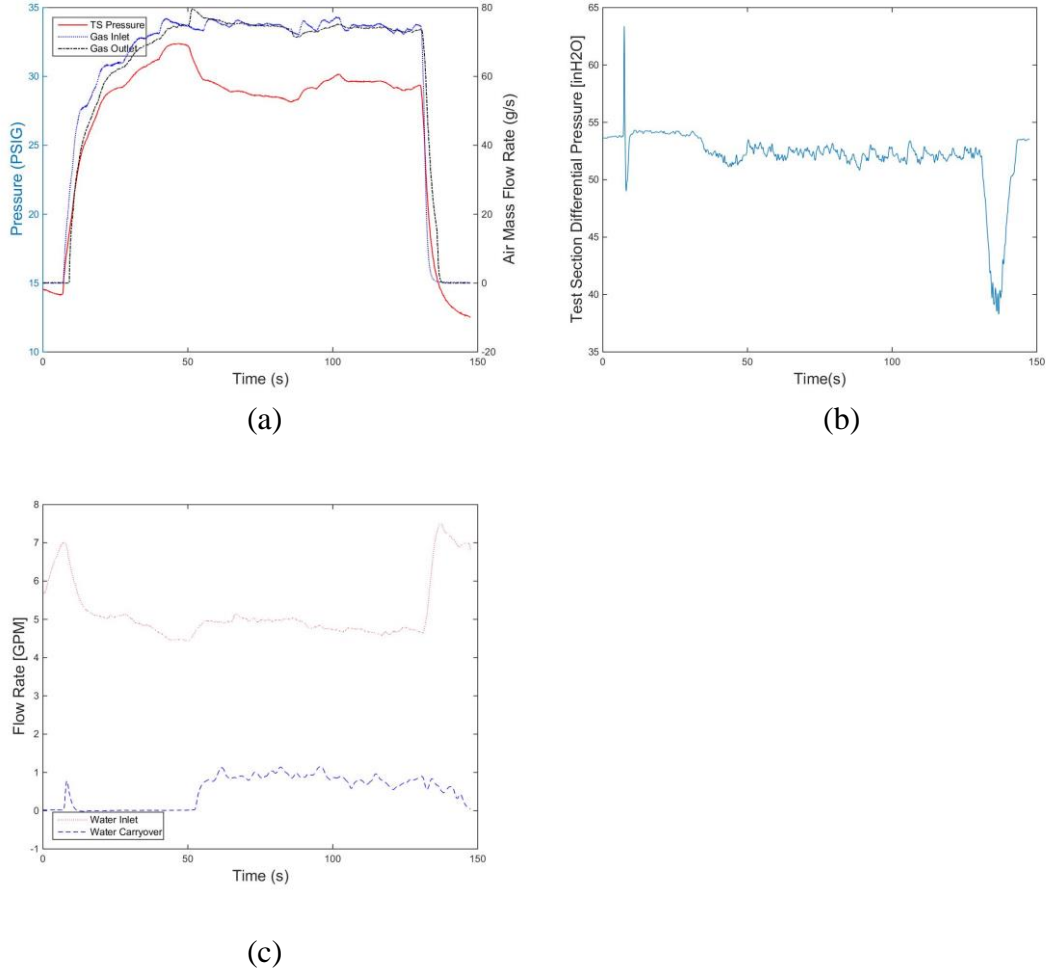 35
30
25
20
15
10
Pressure (PSIG)
TS Pressure
Gas Inlet
Gas Outlet
80
60
40
20
0
-20
Air Mass Flow Rate (g/s)
0 50 100 150
Time (s)
(a)
65
60
55
50
45
40
35
Test Section Differential Pressure [inH2O]
0 50 100 150
Time(s)
(b)
8
7
6
5
4
3
2
1
0
-1
Flow Rate [GPM]
Water Inlet
Water Carryover
0 50 100 150
Time (s)
(c)